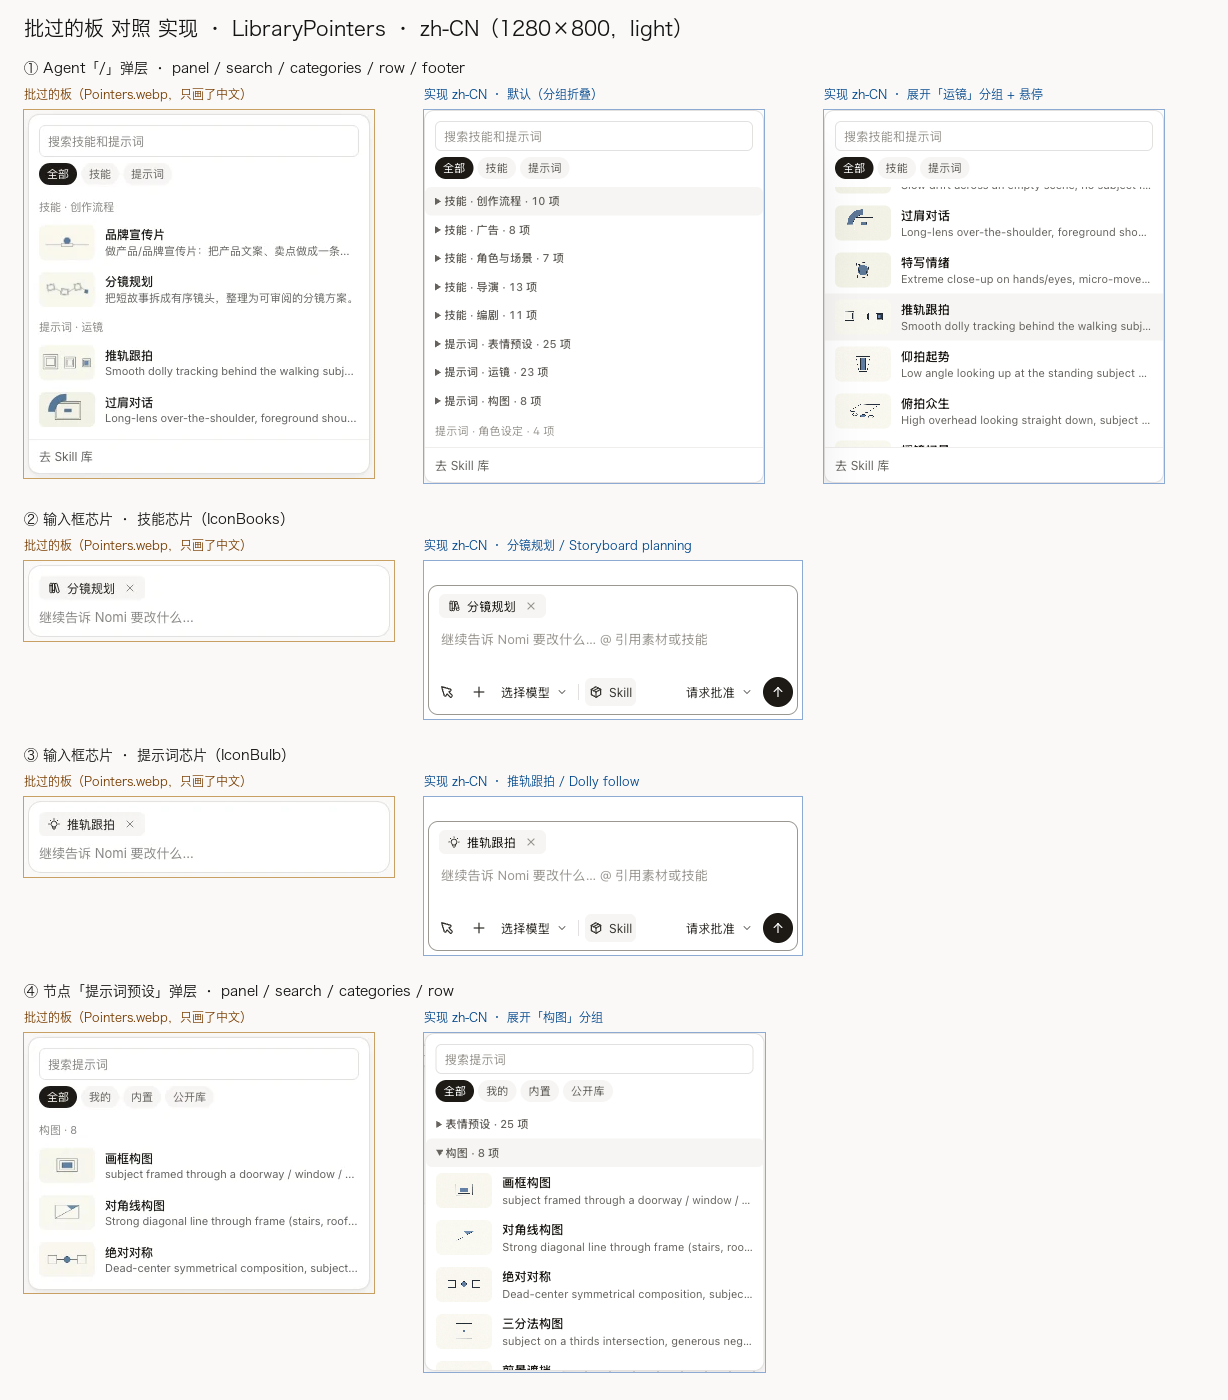 批过的板 对照 实现 · LibraryPointers · zh-CN（1280×800，light）
① Agent「/」弹层 · panel / search / categories / row / footer
批过的板（Pointers.webp，只画了中文）
搜索技能和提示词
全部 技能 提示词
技能 · 创作流程
品牌宣传片
做产品/品牌宣传片：把产品文案、卖点做成一条...
分镜规划
把短故事拆成有序镜头，整理为可审阅的分镜方案。
提示词 · 运镜
推轨跟拍
Smooth dolly tracking behind the walking subj...
过肩对话
Long-lens over-the-shoulder, foreground shou...
去 Skill 库
实现 zh-CN · 默认（分组折叠）
搜索技能和提示词
全部 技能 提示词
技能 · 创作流程 · 10 项
技能 · 广告 · 8 项
技能 · 角色与场景 · 7 项
技能 · 导演 · 13 项
技能 · 编剧 · 11 项
提示词 · 表情预设 · 25 项
提示词 · 运镜 · 23 项
提示词 · 构图 · 8 项
提示词 · 角色设定 · 4 项
去 Skill 库
实现 zh-CN · 展开「运镜」分组 + 悬停
搜索技能和提示词
全部 技能 提示词
过肩对话
Long-lens over-the-shoulder, foreground sho...
特写情绪
Extreme close-up on hands/eyes, micro-move...
推轨跟拍
Smooth dolly tracking behind the walking subj...
仰拍起势
Low angle looking up at the standing subject ...
俯拍众生
High overhead looking straight down, subject ...
去 Skill 库
② 输入框芯片 · 技能芯片（IconBooks）
批过的板（Pointers.webp，只画了中文）
分镜规划 ×
继续告诉 Nomi 要改什么...
实现 zh-CN · 分镜规划 / Storyboard planning
分镜规划 ×
继续告诉 Nomi 要改什么... @ 引用素材或技能
选择模型 Skill 请求批准
③ 输入框芯片 · 提示词芯片（IconBulb）
批过的板（Pointers.webp，只画了中文）
推轨跟拍 ×
继续告诉 Nomi 要改什么...
实现 zh-CN · 推轨跟拍 / Dolly follow
推轨跟拍 ×
继续告诉 Nomi 要改什么... @ 引用素材或技能
选择模型 Skill 请求批准
④ 节点「提示词预设」弹层 · panel / search / categories / row
批过的板（Pointers.webp，只画了中文）
搜索提示词
全部 我的 内置 公开库
构图 · 8
画框构图
subject framed through a doorway / window / ...
对角线构图
Strong diagonal line through frame (stairs, roof...
绝对对称
Dead-center symmetrical composition, subject...
实现 zh-CN · 展开「构图」分组
搜索提示词
全部 我的 内置 公开库
表情预设 · 25 项
构图 · 8 项
画框构图
subject framed through a doorway / window / ...
对角线构图
Strong diagonal line through frame (stairs, roo...
绝对对称
Dead-center symmetrical composition, subjec...
三分法构图
subject on a thirds intersection, generous neg...